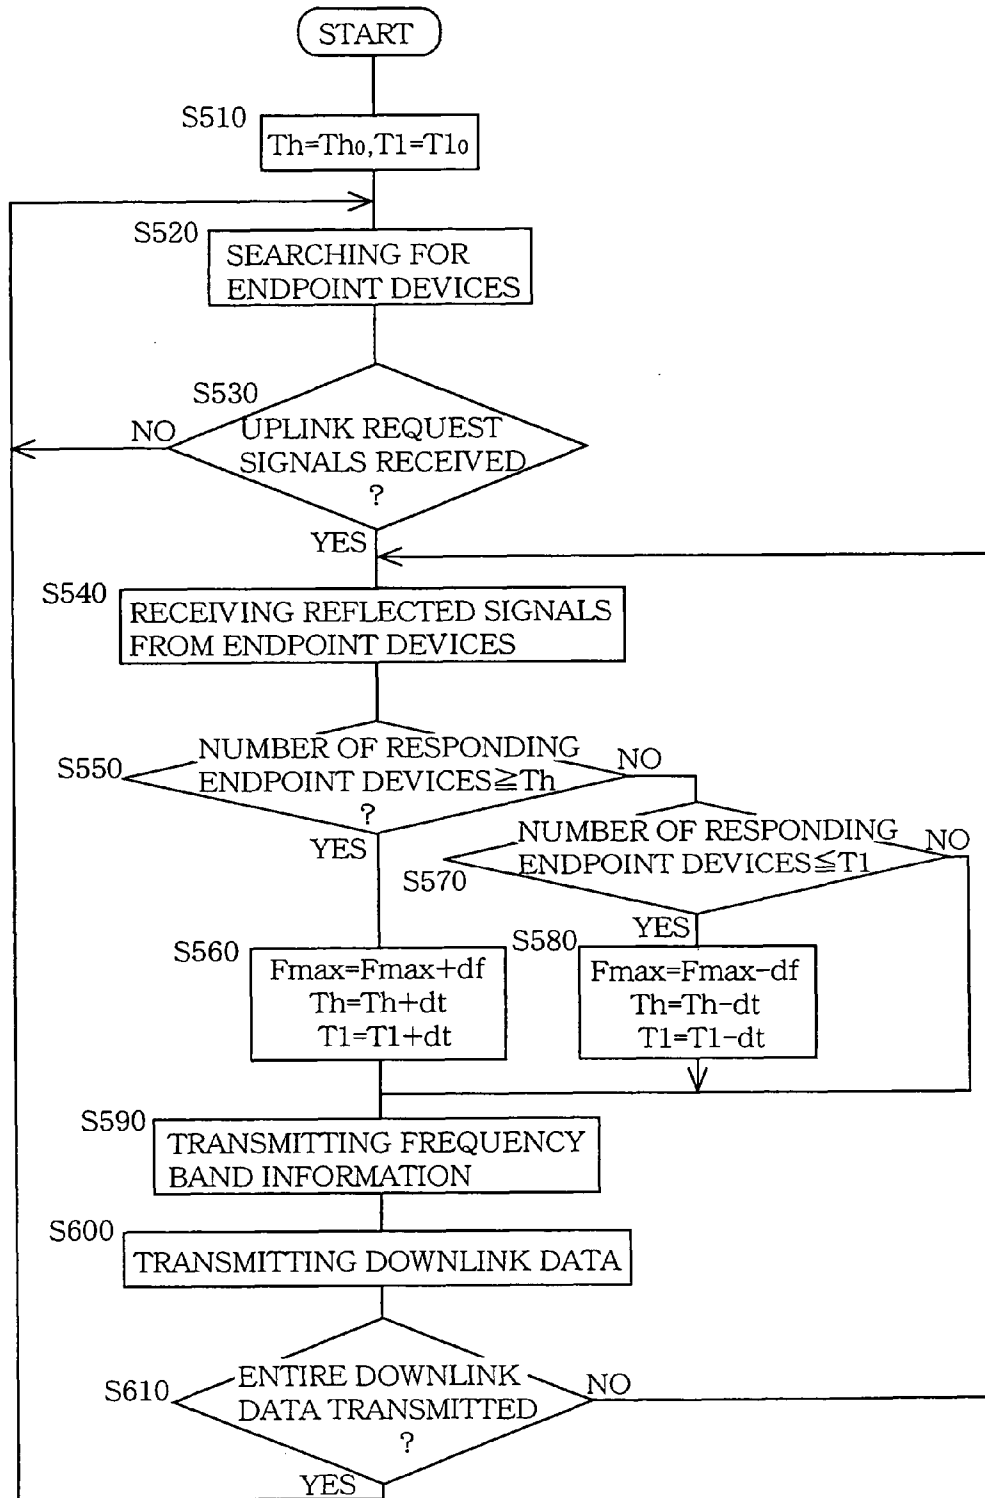 START
S510
Th=Th0,T1=T10
S520
SEARCHING FOR
ENDPOINT DEVICES
S530
NO
UPLINK REQUEST
SIGNALS RECEIVED
?
YES
S540
RECEIVING REFLECTED SIGNALS
FROM ENDPOINT DEVICES
S550
NUMBER OF RESPONDING
ENDPOINT DEVICES≧Th
?
NO
YES
NUMBER OF RESPONDING
ENDPOINT DEVICES≦T1
NO
S570
YES
S560
Fmax=Fmax+df
Th=Th+dt
T1=T1+dt
S580
Fmax=Fmax-df
Th=Th-dt
T1=T1-dt
S590
TRANSMITTING FREQUENCY
BAND INFORMATION
S600
TRANSMITTING DOWNLINK DATA
S610
ENTIRE DOWNLINK
DATA TRANSMITTED
?
NO
YES